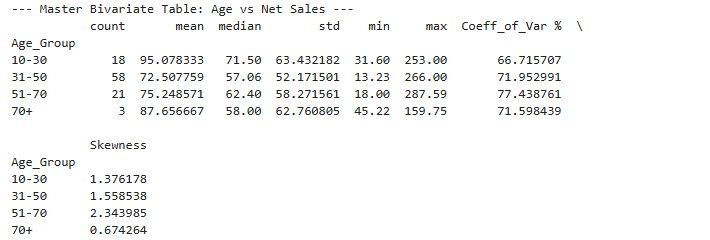 --- Master Bivariate Table: Age vs Net Sales ---
count mean median std min max Coeff_of_Var % \
Age_Group
10-30 18 95.078333 71.50 63.432182 31.60 253.00 66.715707
31-50 58 72.507759 57.06 52.171501 13.23 266.00 71.952991
51-70 21 75.248571 62.40 58.271561 18.00 287.59 77.438761
70+ 3 87.656667 58.00 62.760805 45.22 159.75 71.598439
Skewness
Age_Group
10-30 1.376178
31-50 1.558538
51-70 2.343985
70+ 0.674264